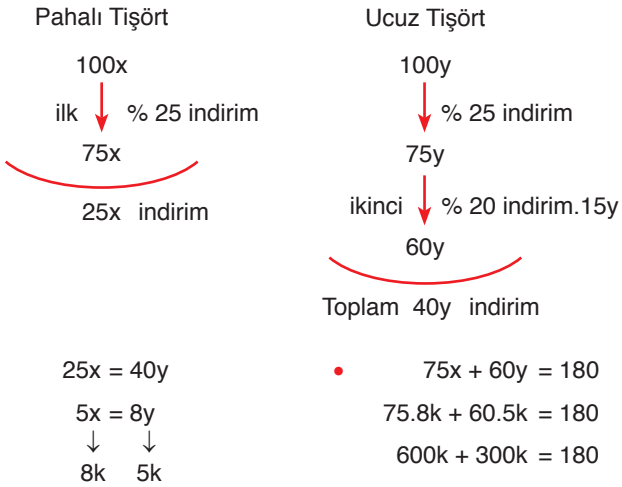 Pahalı Tişört
100x
ilk % 25 indirim
75x
25x indirim
Ucuz Tişört
100y
% 25 indirim
75y
ikinci % 20 indirim.15y
60y
Toplam 40y indirim
25x = 40y
5x = 8y
↓ ↓
8k 5k
• 75x + 60y = 180
75.8k + 60.5k = 180
600k + 300k = 180